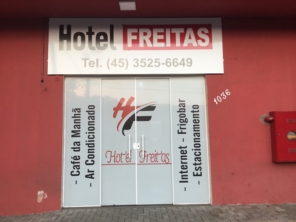 Hotel FREITAS
Tel. (45) 3525-6649
1036
- Café da Manhã
- Ar Condicionado
HF
Hotel Freitas
- Internet - Frigobar
- Estacionamento